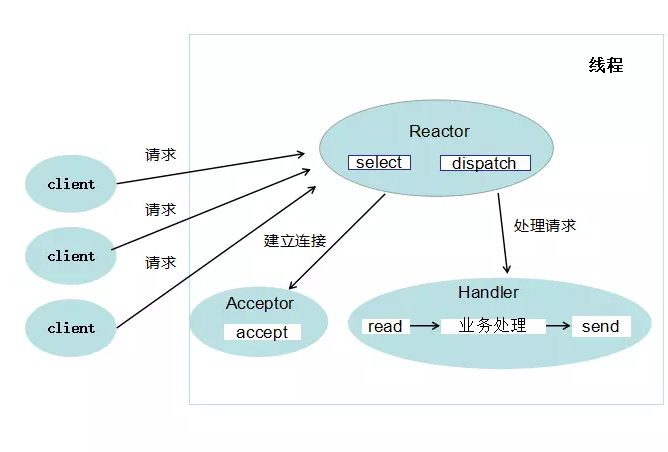 线程
Reactor
select
dispatch
请求
client
请求
client
请求
client
建立连接
处理请求
Acceptor
accept
Handler
read
业务处理
send